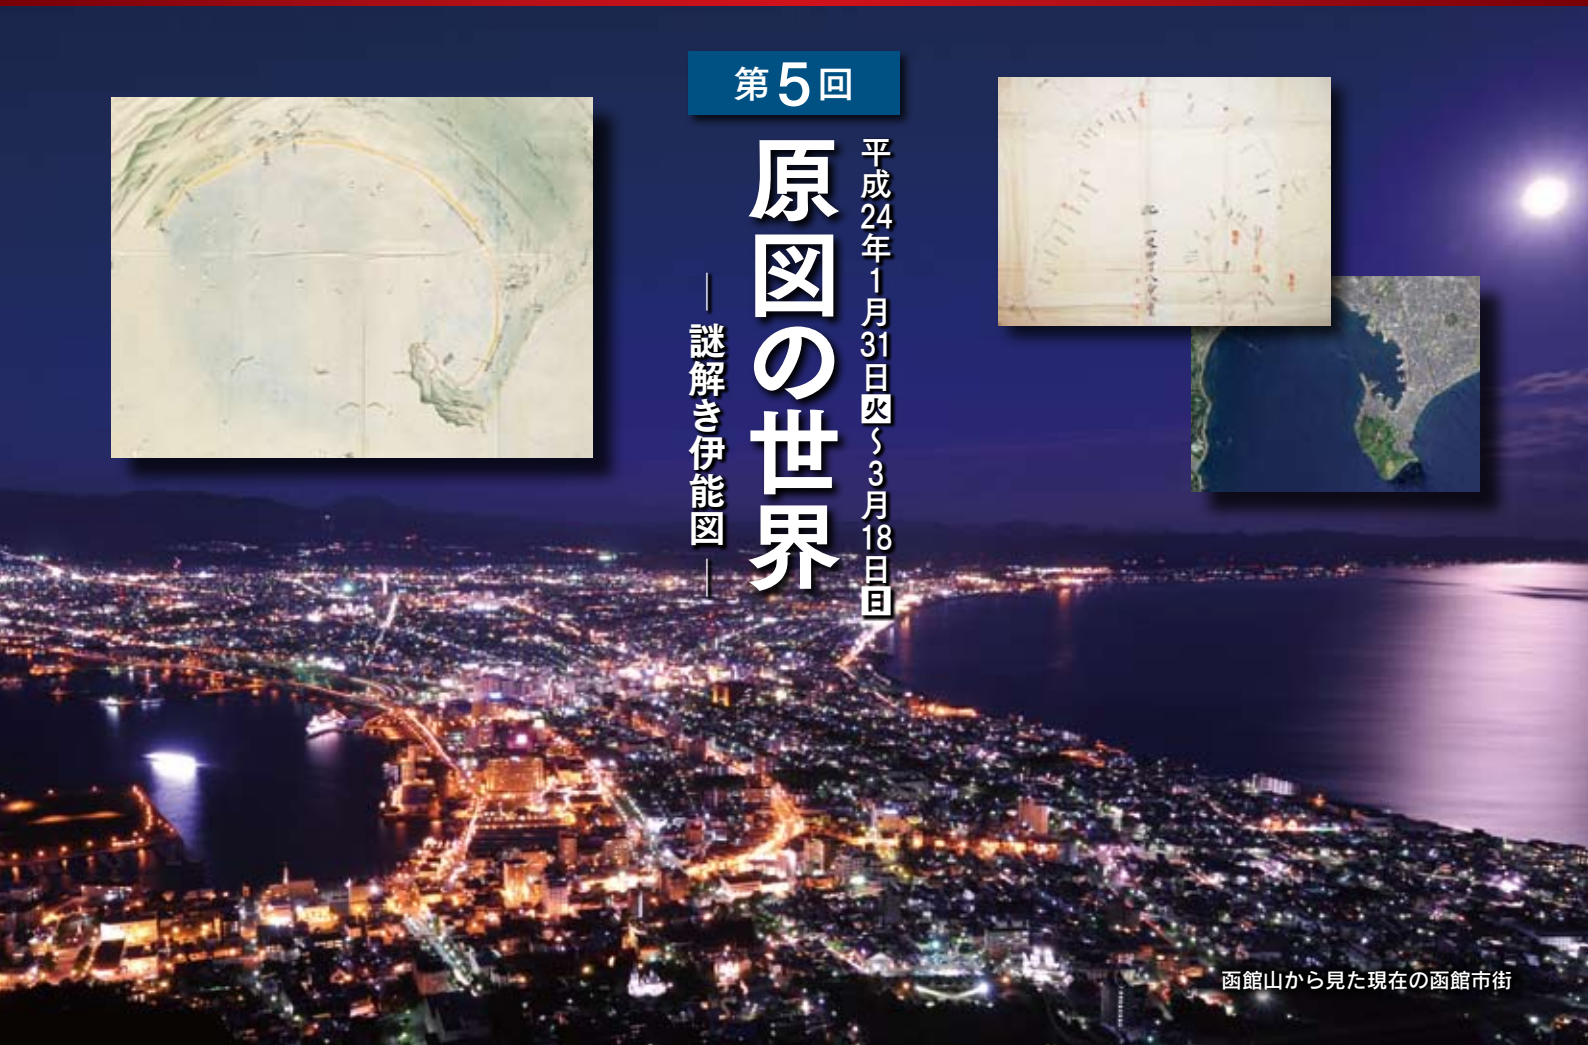 第5回
平成24年1月31日火〜3月18日日
原図の世界
― 謎解き伊能図 ―
函館山から見た現在の函館市街